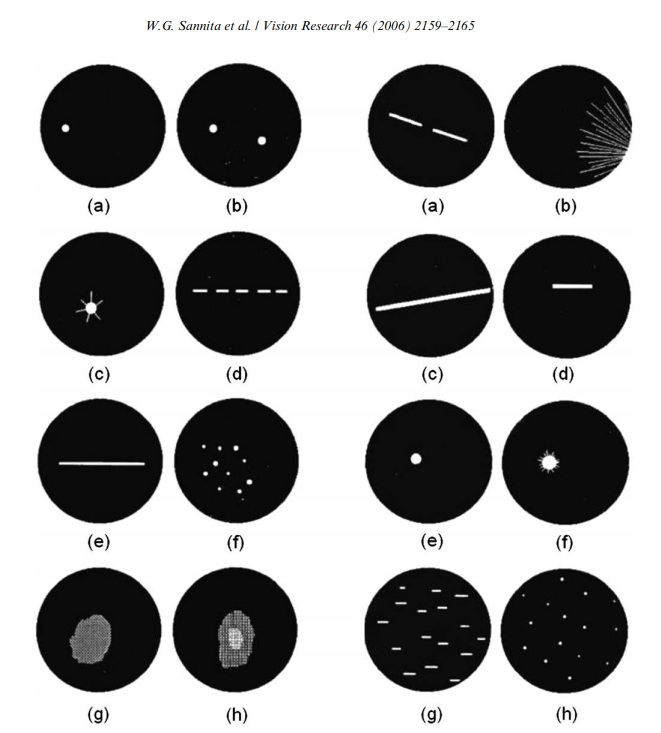 W.G. Sannita et al. / Vision Research 46 (2006) 2159–2165
(a) (b) (a) (b)
(c) (d) (c) (d)
(e) (f) (e) (f)
(g) (h) (g) (h)